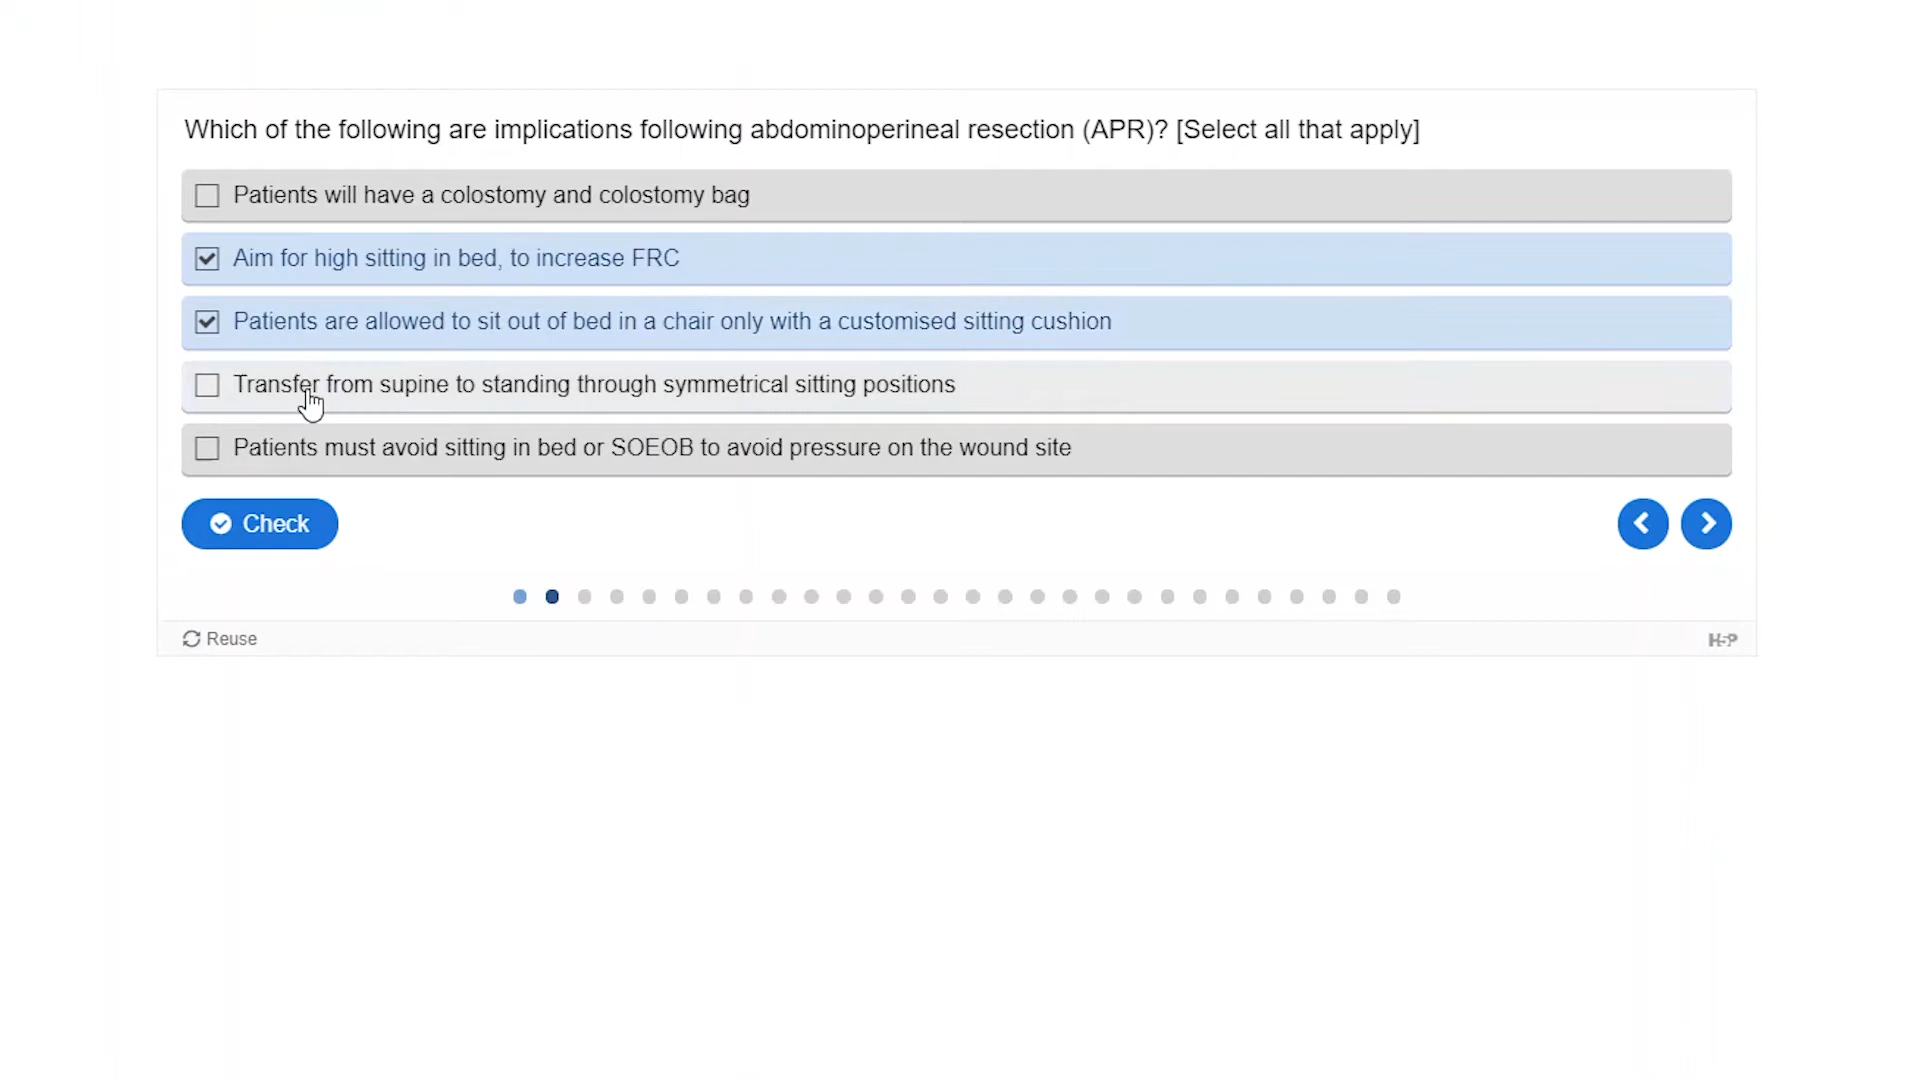 Which of the following are implications following abdominoperineal resection (APR)? [Select all that apply]
Patients will have a colostomy and colostomy bag
Aim for high sitting in bed, to increase FRC
Patients are allowed to sit out of bed in a chair only with a customised sitting cushion
Transfer from supine to standing through symmetrical sitting positions
Patients must avoid sitting in bed or SOEOB to avoid pressure on the wound site
Check
Reuse
H5P